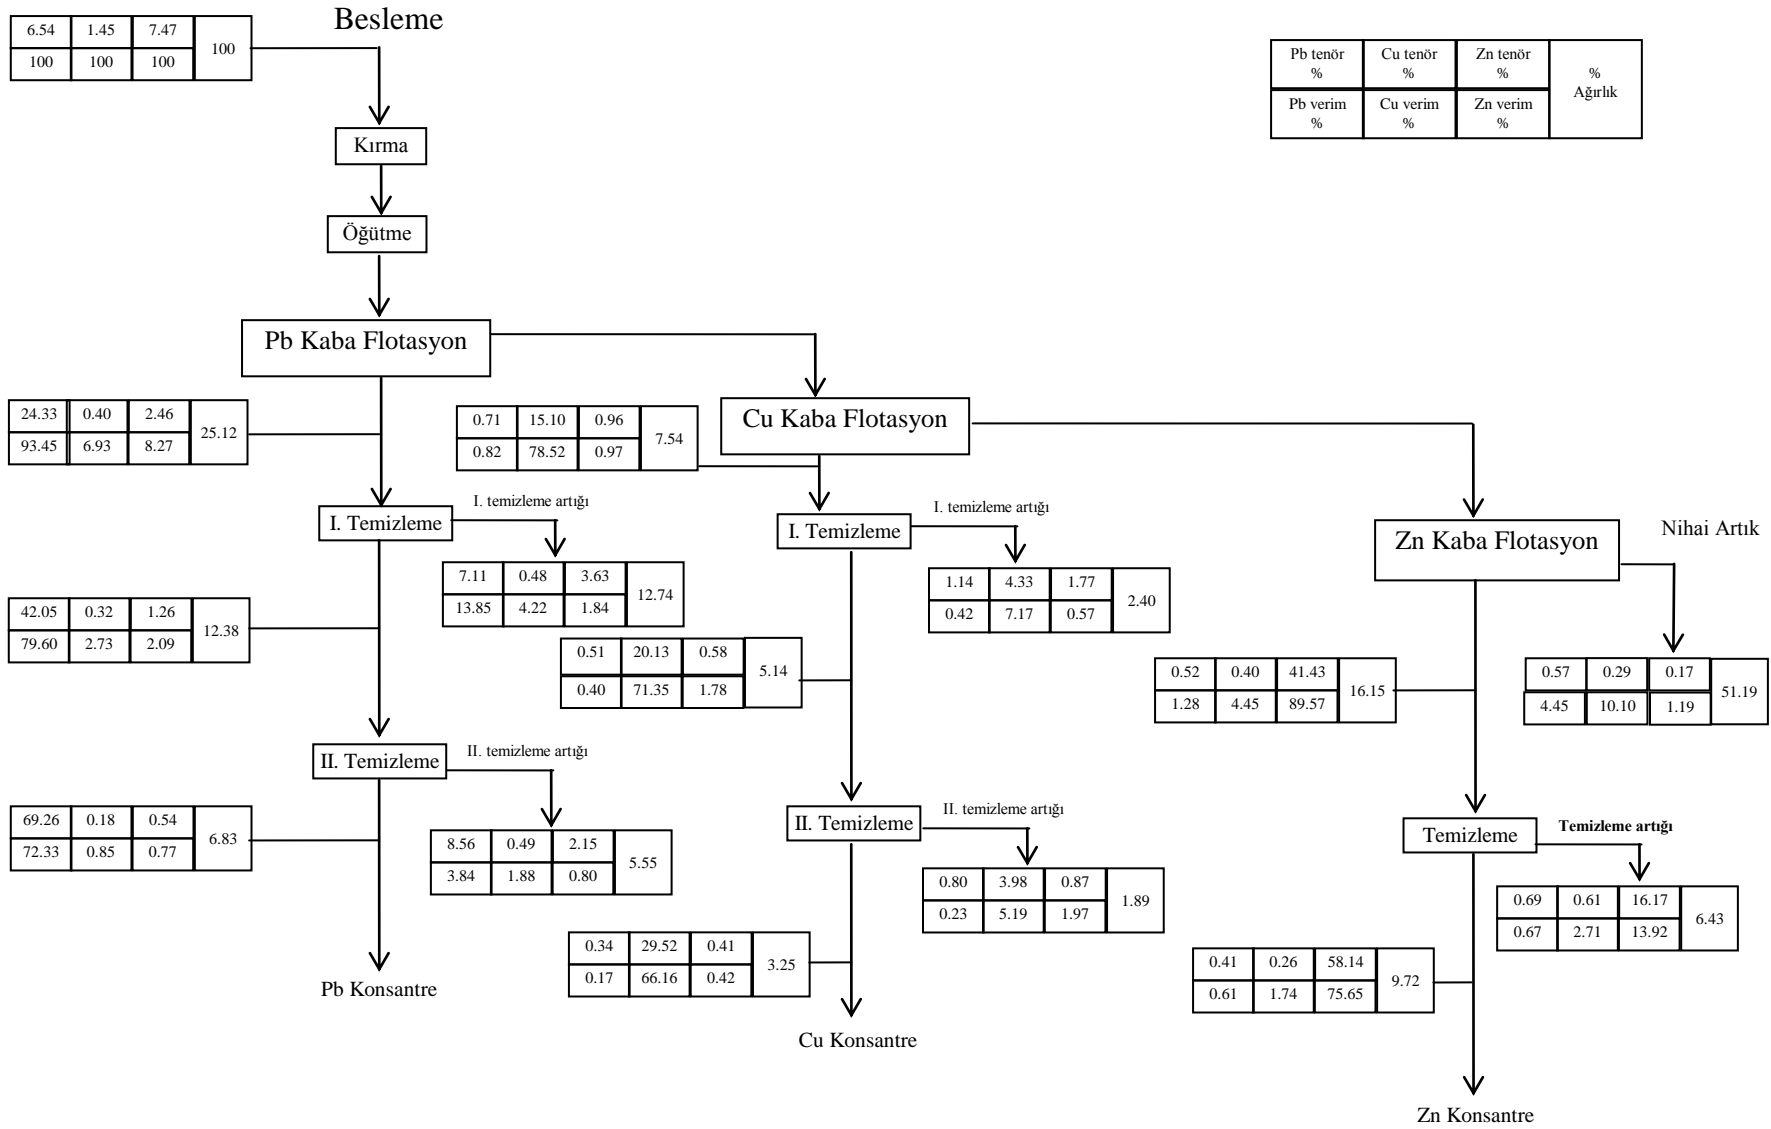 Besleme
6.54 1.45 7.47 100
100 100 100
Pb tenör % Cu tenör % Zn tenör % % Ağırlık
Pb verim % Cu verim % Zn verim %
Kırma
Öğütme
Pb Kaba Flotasyon
24.33 0.40 2.46 25.12
93.45 6.93 8.27
Cu Kaba Flotasyon
0.71 15.10 0.96 7.54
0.82 78.52 0.97
I. Temizleme
I. temizleme artığı
7.11 0.48 3.63 12.74
13.85 4.22 1.84
I. Temizleme
I. temizleme artığı
1.14 4.33 1.77 2.40
0.42 7.17 0.57
Zn Kaba Flotasyon
Nihai Artık
42.05 0.32 1.26 12.38
79.60 2.73 2.09
0.51 20.13 0.58 5.14
0.40 71.35 1.78
0.52 0.40 41.43 16.15
1.28 4.45 89.57
0.57 0.29 0.17 51.19
4.45 10.10 1.19
II. Temizleme
II. temizleme artığı
69.26 0.18 0.54 6.83
72.33 0.85 0.77
8.56 0.49 2.15 5.55
3.84 1.88 0.80
II. Temizleme
II. temizleme artığı
0.80 3.98 0.87 1.89
0.23 5.19 1.97
Temizleme
Temizleme artığı
0.69 0.61 16.17 6.43
0.67 2.71 13.92
0.34 29.52 0.41 3.25
0.17 66.16 0.42
0.41 0.26 58.14 9.72
0.61 1.74 75.65
Pb Konsantre
Cu Konsantre
Zn Konsantre